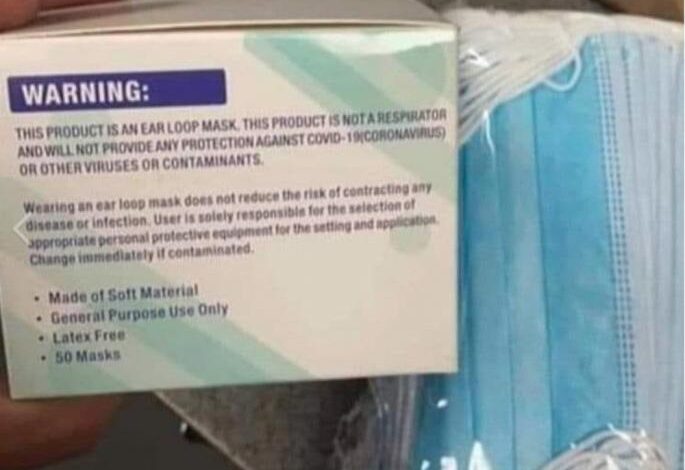 WARNING:
THIS PRODUCT IS AN EAR LOOP MASK. THIS PRODUCT IS NOT A RESPIRATOR
AND WILL NOT PROVIDE ANY PROTECTION AGAINST COVID-19(CORONAVIRUS)
OR OTHER VIRUSES OR CONTAMINANTS.
Wearing an ear loop mask does not reduce the risk of contracting any
disease or infection. User is solely responsible for the selection of
appropriate personal protective equipment for the setting and application.
Change immediately if contaminated.
• Made of Soft Material
• General Purpose Use Only
• Latex Free
• 50 Masks